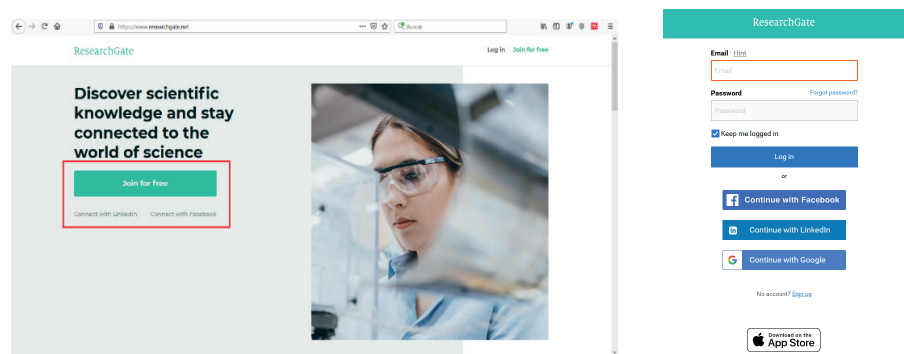 https://www.researchgate.net
Buscar
ResearchGate
Log in
Join for free
Discover scientific
knowledge and stay
connected to the
world of science
Join for free
Connect with LinkedIn
Connect with Facebook
ResearchGate
Email · Hint
Email
Password
Forgot password?
Password
Keep me logged in
Log in
or
Continue with Facebook
Continue with LinkedIn
Continue with Google
No account? Sign up
Download on the
App Store